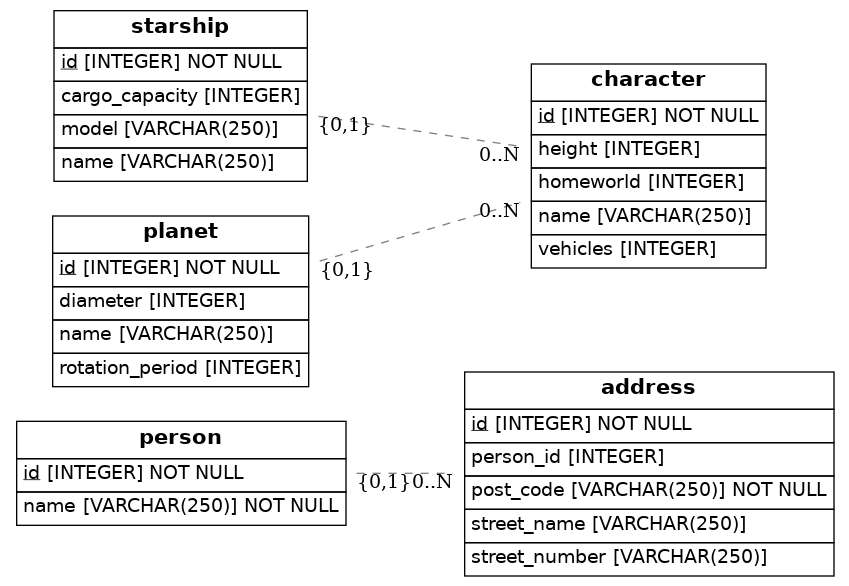 starship
id [INTEGER] NOT NULL
cargo_capacity [INTEGER]
model [VARCHAR(250)]
name [VARCHAR(250)]
{0,1}
0..N
character
id [INTEGER] NOT NULL
height [INTEGER]
homeworld [INTEGER]
name [VARCHAR(250)]
vehicles [INTEGER]
planet
id [INTEGER] NOT NULL
diameter [INTEGER]
name [VARCHAR(250)]
rotation_period [INTEGER]
{0,1}
0..N
person
id [INTEGER] NOT NULL
name [VARCHAR(250)] NOT NULL
{0,1}
0..N
address
id [INTEGER] NOT NULL
person_id [INTEGER]
post_code [VARCHAR(250)] NOT NULL
street_name [VARCHAR(250)]
street_number [VARCHAR(250)]